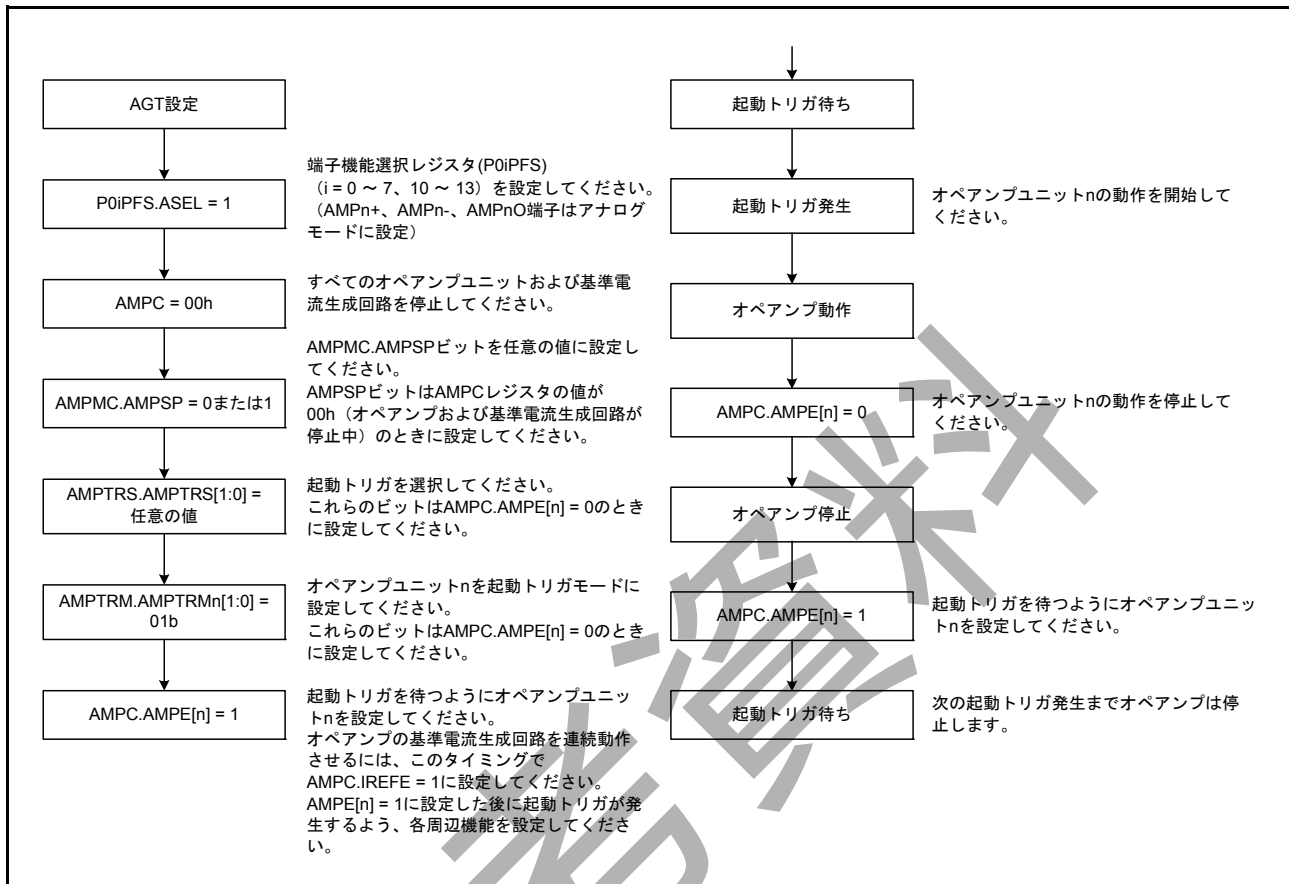 AGT設定
P0iPFS.ASEL = 1
端子機能選択レジスタ(P0iPFS)
（i = 0 ～ 7、10 ～ 13）を設定してください。
（AMPn+、AMPn-、AMPnO端子はアナログ
モードに設定）
AMPC = 00h
すべてのオペアンプユニットおよび基準電
流生成回路を停止してください。
AMPMC.AMPSP = 0または1
AMPMC.AMPSPビットを任意の値に設定し
てください。
AMPSPビットはAMPCレジスタの値が
00h（オペアンプおよび基準電流生成回路が
停止中）のときに設定してください。
AMPTRS.AMPTRS[1:0] =
任意の値
起動トリガを選択してください。
これらのビットはAMPC.AMPE[n] = 0のとき
に設定してください。
AMPTRM.AMPTRMn[1:0] =
01b
オペアンプユニットnを起動トリガモードに
設定してください。
これらのビットはAMPC.AMPE[n] = 0のとき
に設定してください。
AMPC.AMPE[n] = 1
起動トリガを待つようにオペアンプユニッ
トnを設定してください。
オペアンプの基準電流生成回路を連続動作
させるには、このタイミングで
AMPC.IREFE = 1に設定してください。
AMPE[n] = 1に設定した後に起動トリガが発
生するよう、各周辺機能を設定してくださ
い。
起動トリガ待ち
起動トリガ発生
オペアンプユニットnの動作を開始して
ください。
オペアンプ動作
AMPC.AMPE[n] = 0
オペアンプユニットnの動作を停止して
ください。
オペアンプ停止
AMPC.AMPE[n] = 1
起動トリガを待つようにオペアンプユニッ
トnを設定してください。
起動トリガ待ち
次の起動トリガ発生までオペアンプは停
止します。
考資料